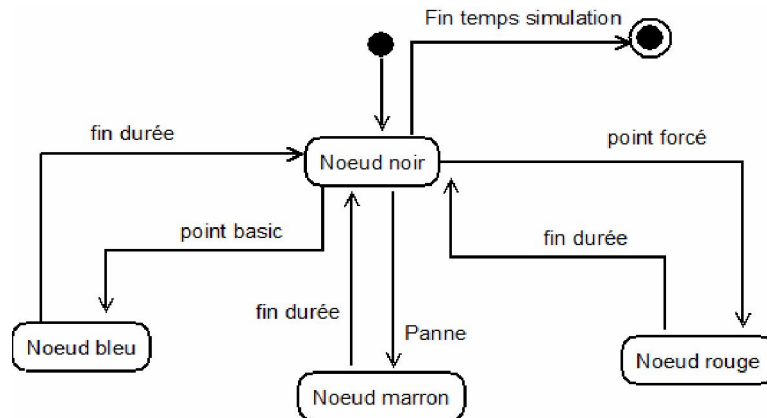 Fin temps simulation
fin durée
point forcé
Noeud noir
point basic
fin durée
fin durée
Panne
Noeud bleu
Noeud rouge
Noeud marron